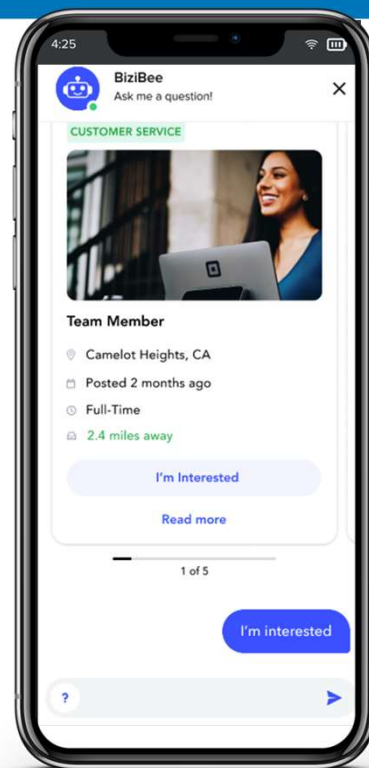 4:25
BiziBee
Ask me a question!
CUSTOMER SERVICE
Team Member
Camelot Heights, CA
Posted 2 months ago
Full-Time
2.4 miles away
I'm Interested
Read more
1 of 5
I'm interested
?